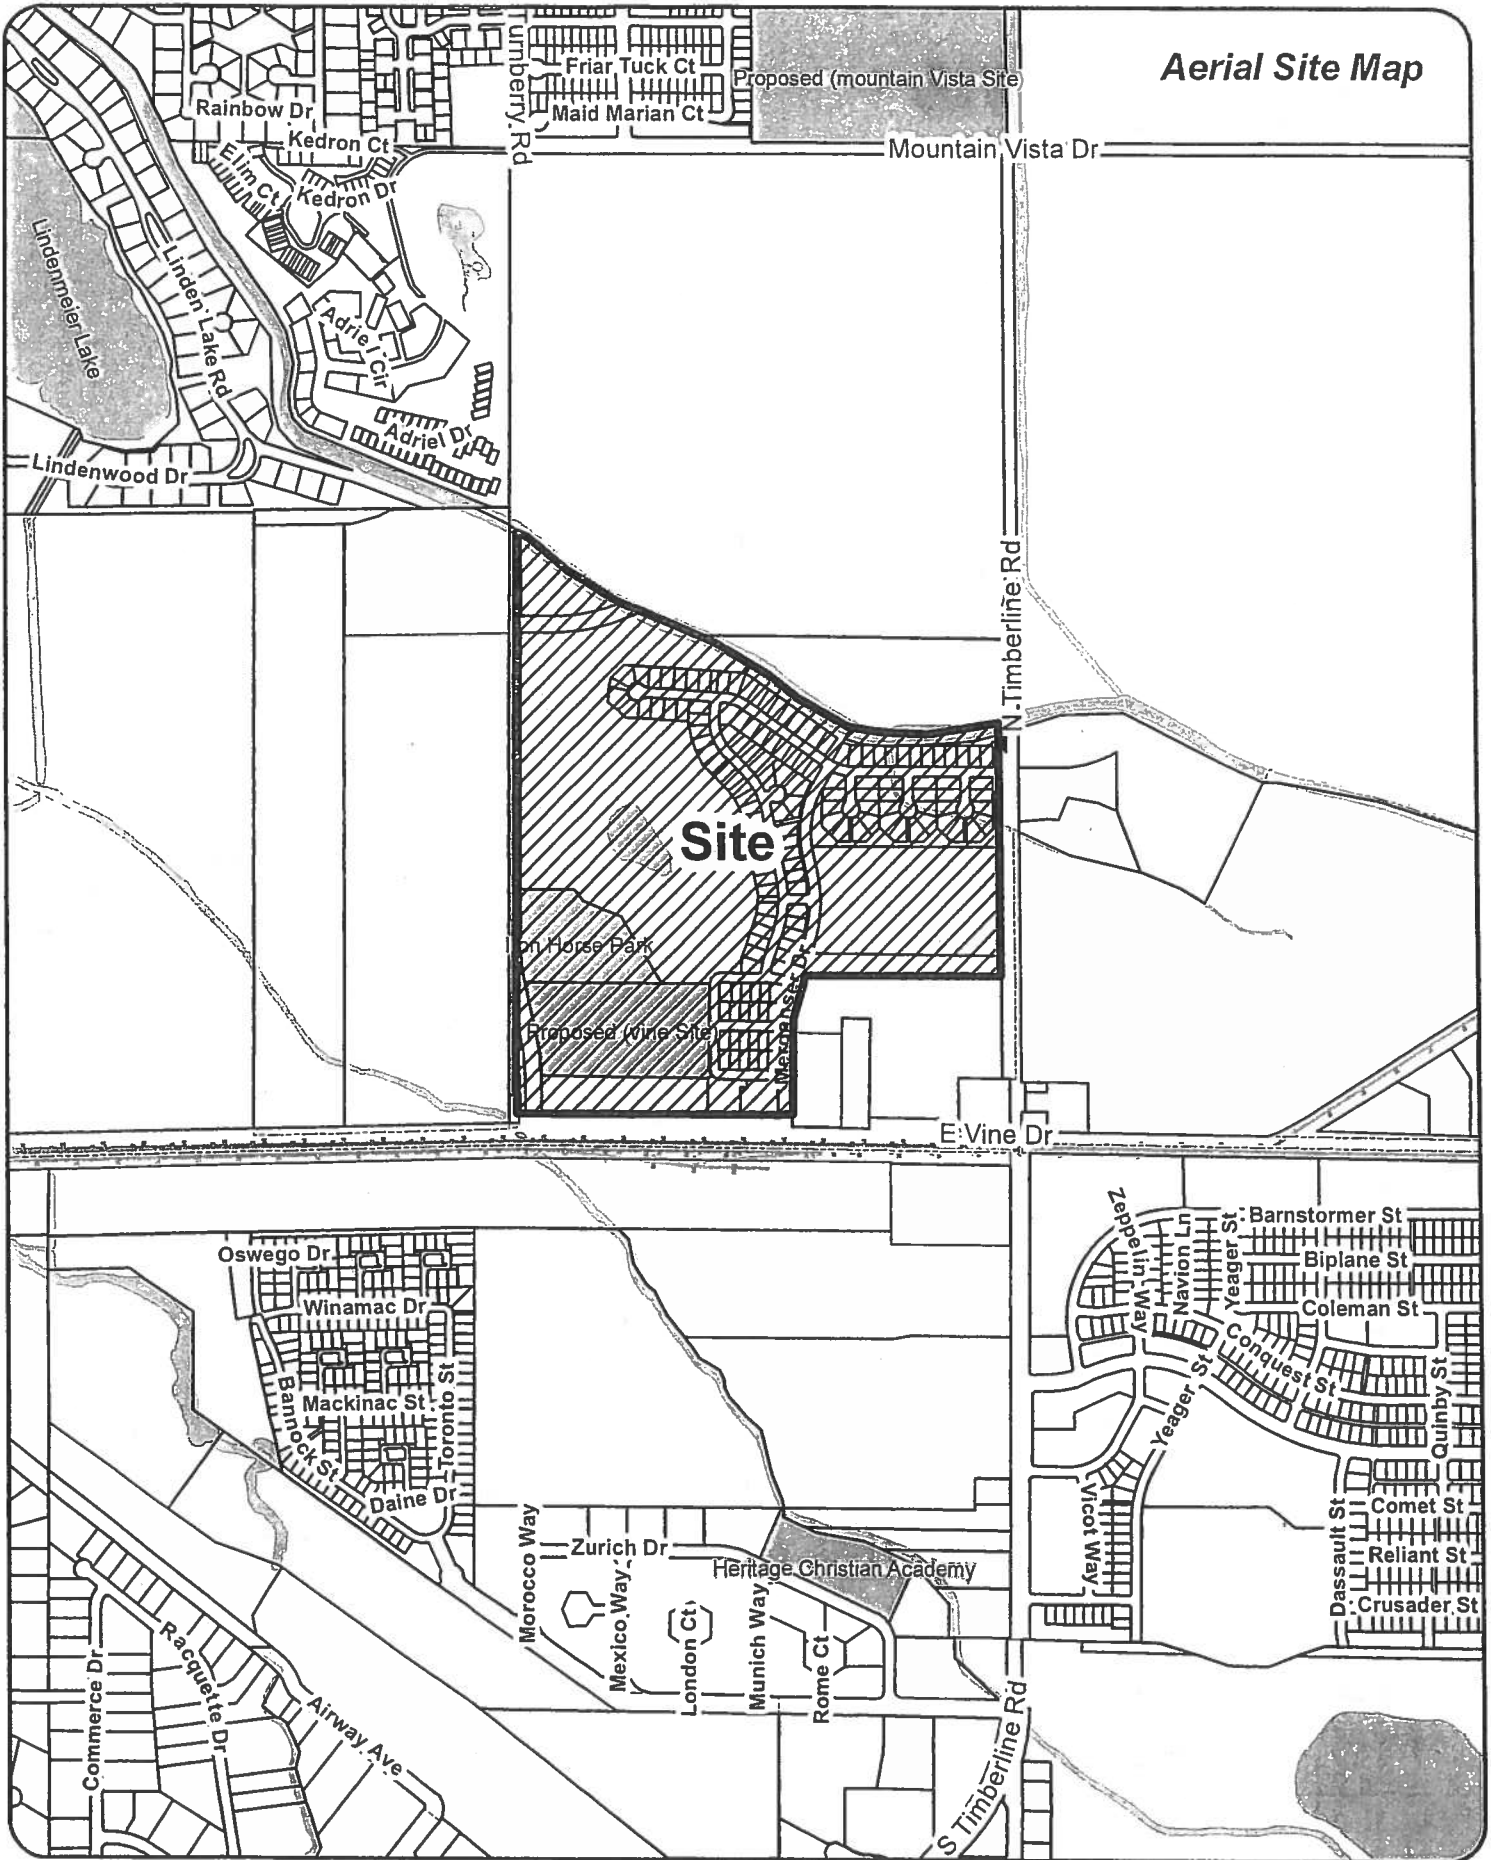 Aerial Site Map
Friar Tuck Ct
Proposed (mountain Vista Site)
Rainbow Dr
Maid Marian Ct
Kedron Ct
Mountain Vista Dr
Elim Ct
Kedron Dr
Lindenmeier Lake
Linden Lake Rd
Adriel Cir
Adriel Dr
Lindenwood Dr
N Timberline Rd
Site
Horse Park
Proposed (vine Site)
Merganser Dr
E Vine Dr
Zeppelin Way
Navion Ln
Yeager St
Barnstormer St
Oswego Dr
Biplane St
Winamac Dr
Coleman St
Conquest St
Bannock St
Mackinac St
Toronto St
Yeager St
Quinby St
Daine Dr
Vicot Way
Dassault St
Comet St
Morocco Way
Zurich Dr
Heritage Christian Academy
Reliant St
Mexico Way
London Ct
Munich Way
Rome Ct
Crusader St
Commerce Dr
Racquette Dr
Airway Ave
S Timberline Rd